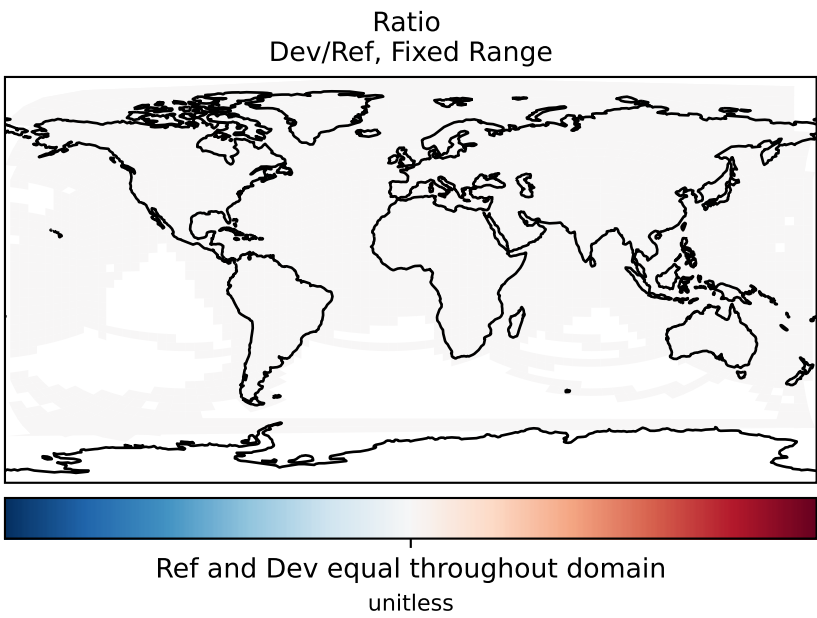 Ratio
Dev/Ref, Fixed Range
Ref and Dev equal throughout domain
unitless